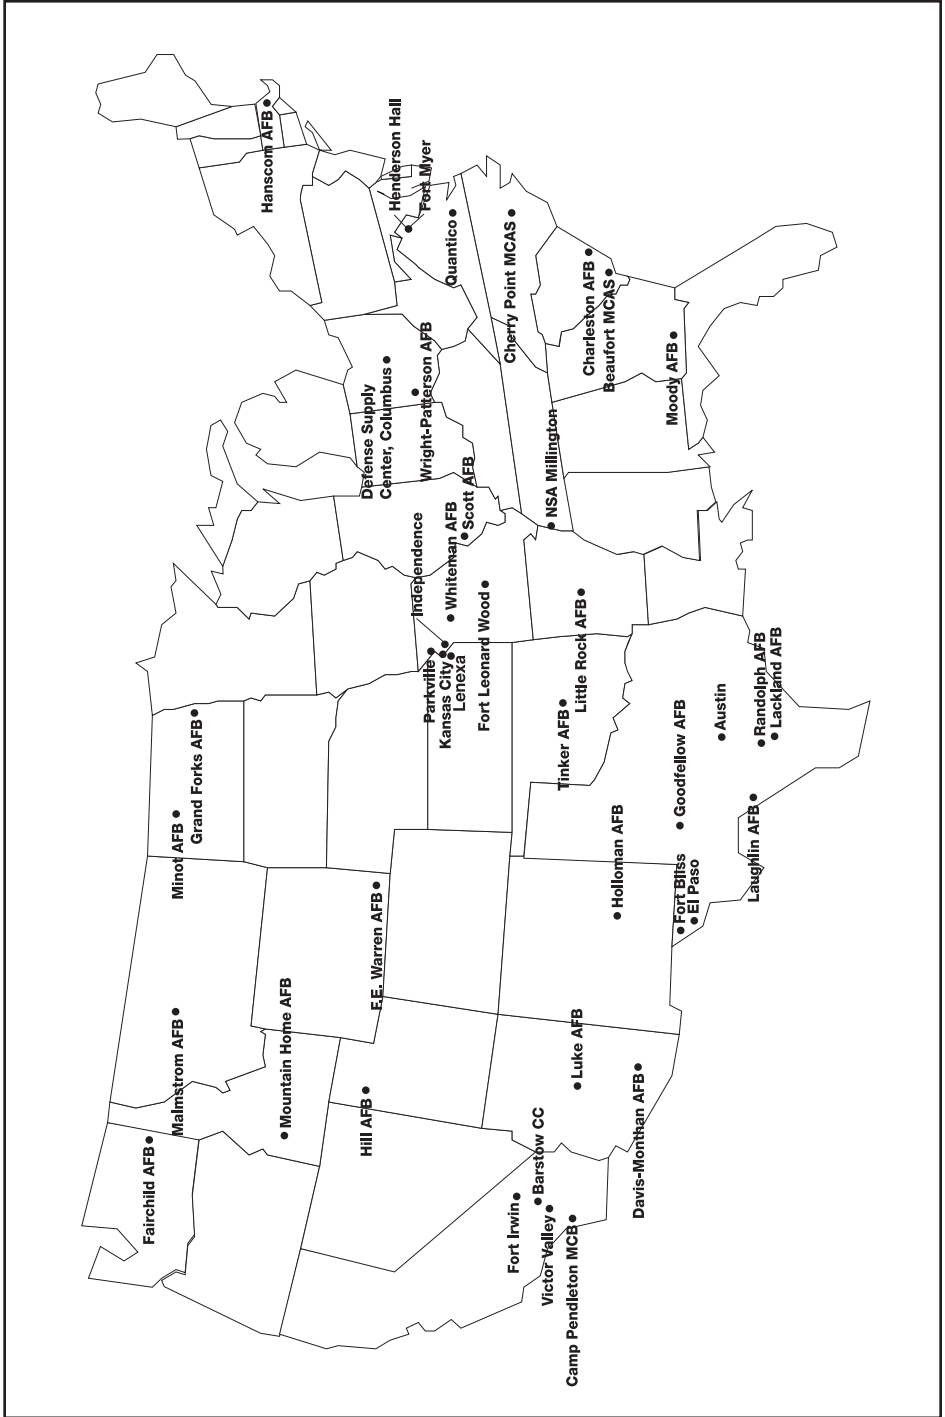 Hanscom AFB
Henderson Hall
Fort Myer
Quantico
Cherry Point MCAS
Charleston AFB
Beaufort MCAS
Moody AFB
Defense Supply
Center, Columbus
Wright-Patterson AFB
NSA Millington
Scott AFB
Whiteman AFB
Independence
Fort Leonard Wood
Parkville
Kansas City
Lenexa
Little Rock AFB
Tinker AFB
Goodfellow AFB
Austin
Randolph AFB
Lackland AFB
Laughlin AFB
Grand Forks AFB
Minot AFB
Holloman AFB
Fort Bliss
El Paso
F.E. Warren AFB
Malmstrom AFB
Mountain Home AFB
Hill AFB
Luke AFB
Davis-Monthan AFB
Fairchild AFB
Barstow CC
Fort Irwin
Victor Valley
Camp Pendleton MCB